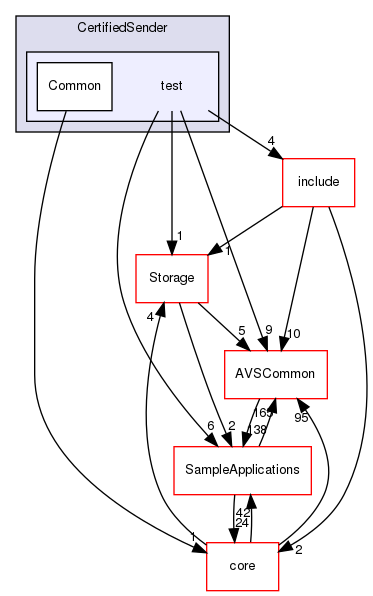 CertifiedSender
Common
test
4
include
1
1
Storage
4
5
9
10
AVSCommon
165
95
6
2
138
SampleApplications
42
24
1
2
core